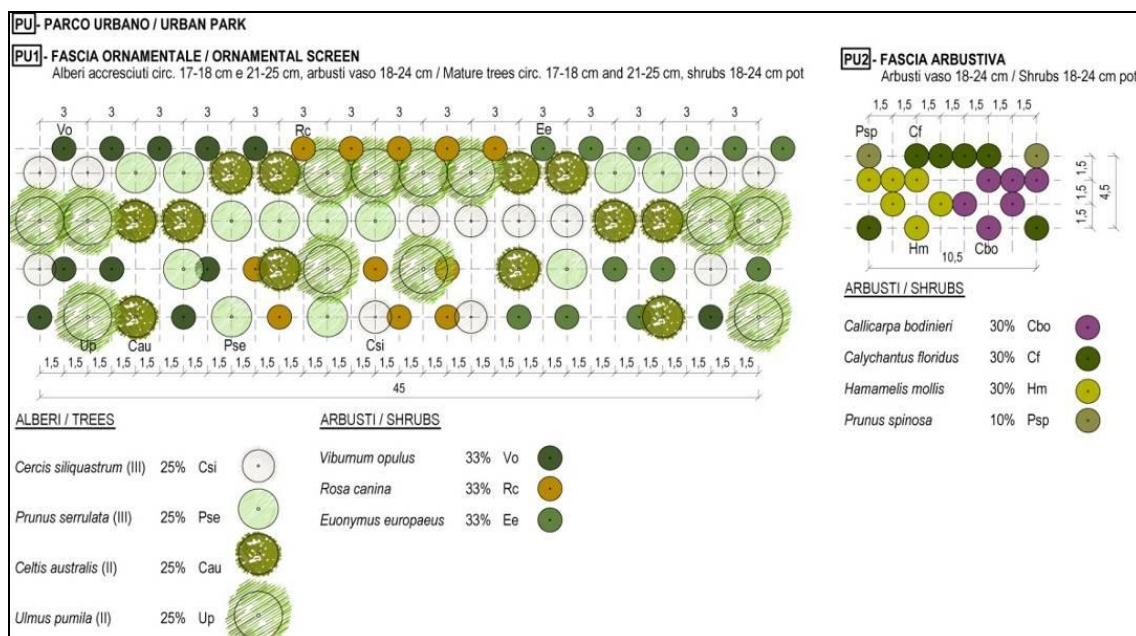 PU - PARCO URBANO / URBAN PARK
PU1 - FASCIA ORNAMENTALE / ORNAMENTAL SCREEN
Alberi accresciuti circ. 17-18 cm e 21-25 cm, arbusti vaso 18-24 cm / Mature trees circ. 17-18 cm and 21-25 cm, shrubs 18-24 cm pot
3 3 3 3 3 3 3 3 3 3 3 3 3 3 3
Vo Rc Ee
Up Cau Pse Csi
1,5 1,5 1,5 1,5 1,5 1,5 1,5 1,5 1,5 1,5 1,5 1,5 1,5 1,5 1,5 1,5 1,5 1,5 1,5 1,5 1,5 1,5 1,5 1,5 1,5 1,5 1,5 1,5 1,5 1,5
45
ALBERI / TREES
Cercis siliquastrum (III) 25% Csi
Prunus serrulata (III) 25% Pse
Celtis australis (II) 25% Cau
Ulmus pumila (II) 25% Up
ARBUSTI / SHRUBS
Viburnum opulus 33% Vo
Rosa canina 33% Rc
Euonymus europaeus 33% Ee
PU2 - FASCIA ARBUSTIVA
Arbusti vaso 18-24 cm / Shrubs 18-24 cm pot
1,5 1,5 1,5 1,5 1,5 1,5 1,5
Psp Cf
1,5
1,5
1,5
4,5
Hm Cbo
10,5
ARBUSTI / SHRUBS
Callicarpa bodinieri 30% Cbo
Calychantus floridus 30% Cf
Hamamelis mollis 30% Hm
Prunus spinosa 10% Psp